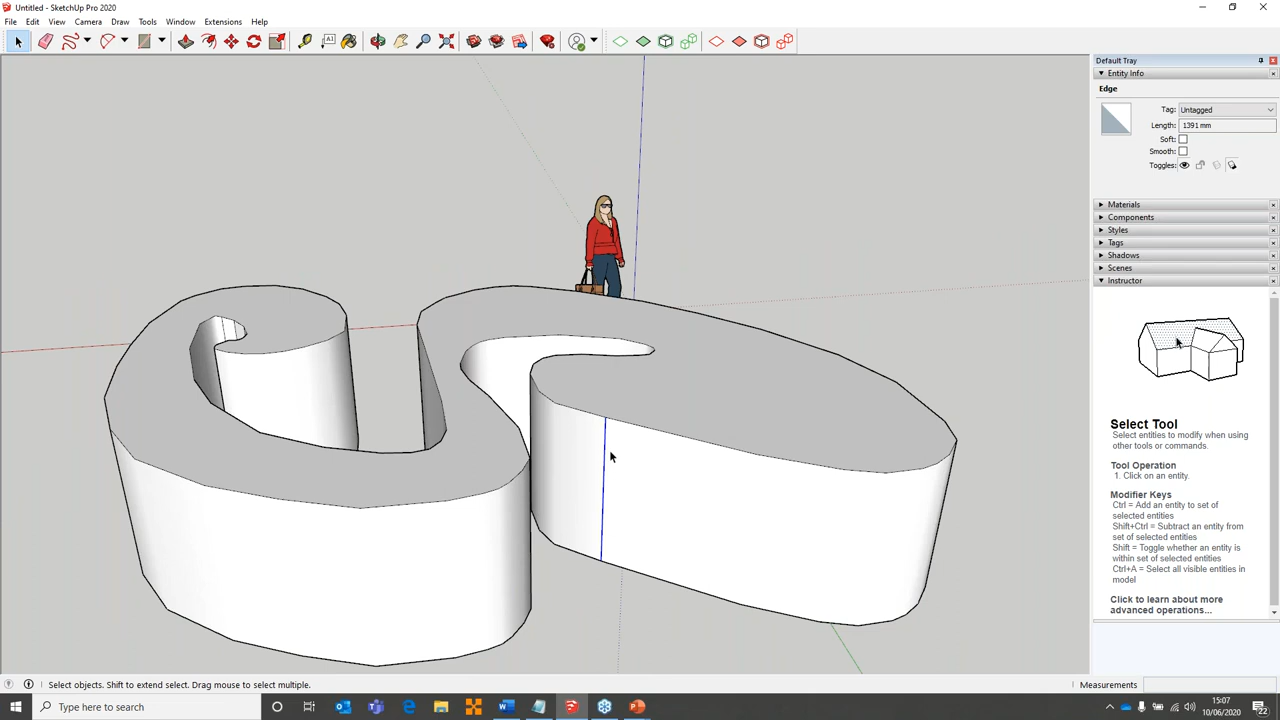 Untitled - SketchUp Pro 2020
File Edit View Camera Draw Tools Window Extensions Help
Default Tray
Entity Info
Edge
Tag: Untagged
Length: 1391 mm
Soft:
Smooth:
Toggles:
Materials
Components
Styles
Tags
Shadows
Scenes
Instructor
Select Tool
Select entities to modify when using
other tools or commands.
Tool Operation
1. Click on an entity.
Modifier Keys
Ctrl = Add an entity to set of
selected entities
Shift+Ctrl = Subtract an entity from
set of selected entities
Shift = Toggle whether an entity is
within set of selected entities
Ctrl+A = Select all visible entities in
model
Click to learn about more
advanced operations...
Select objects. Shift to extend select. Drag mouse to select multiple.
Measurements
Type here to search
15:07
10/06/2020
22